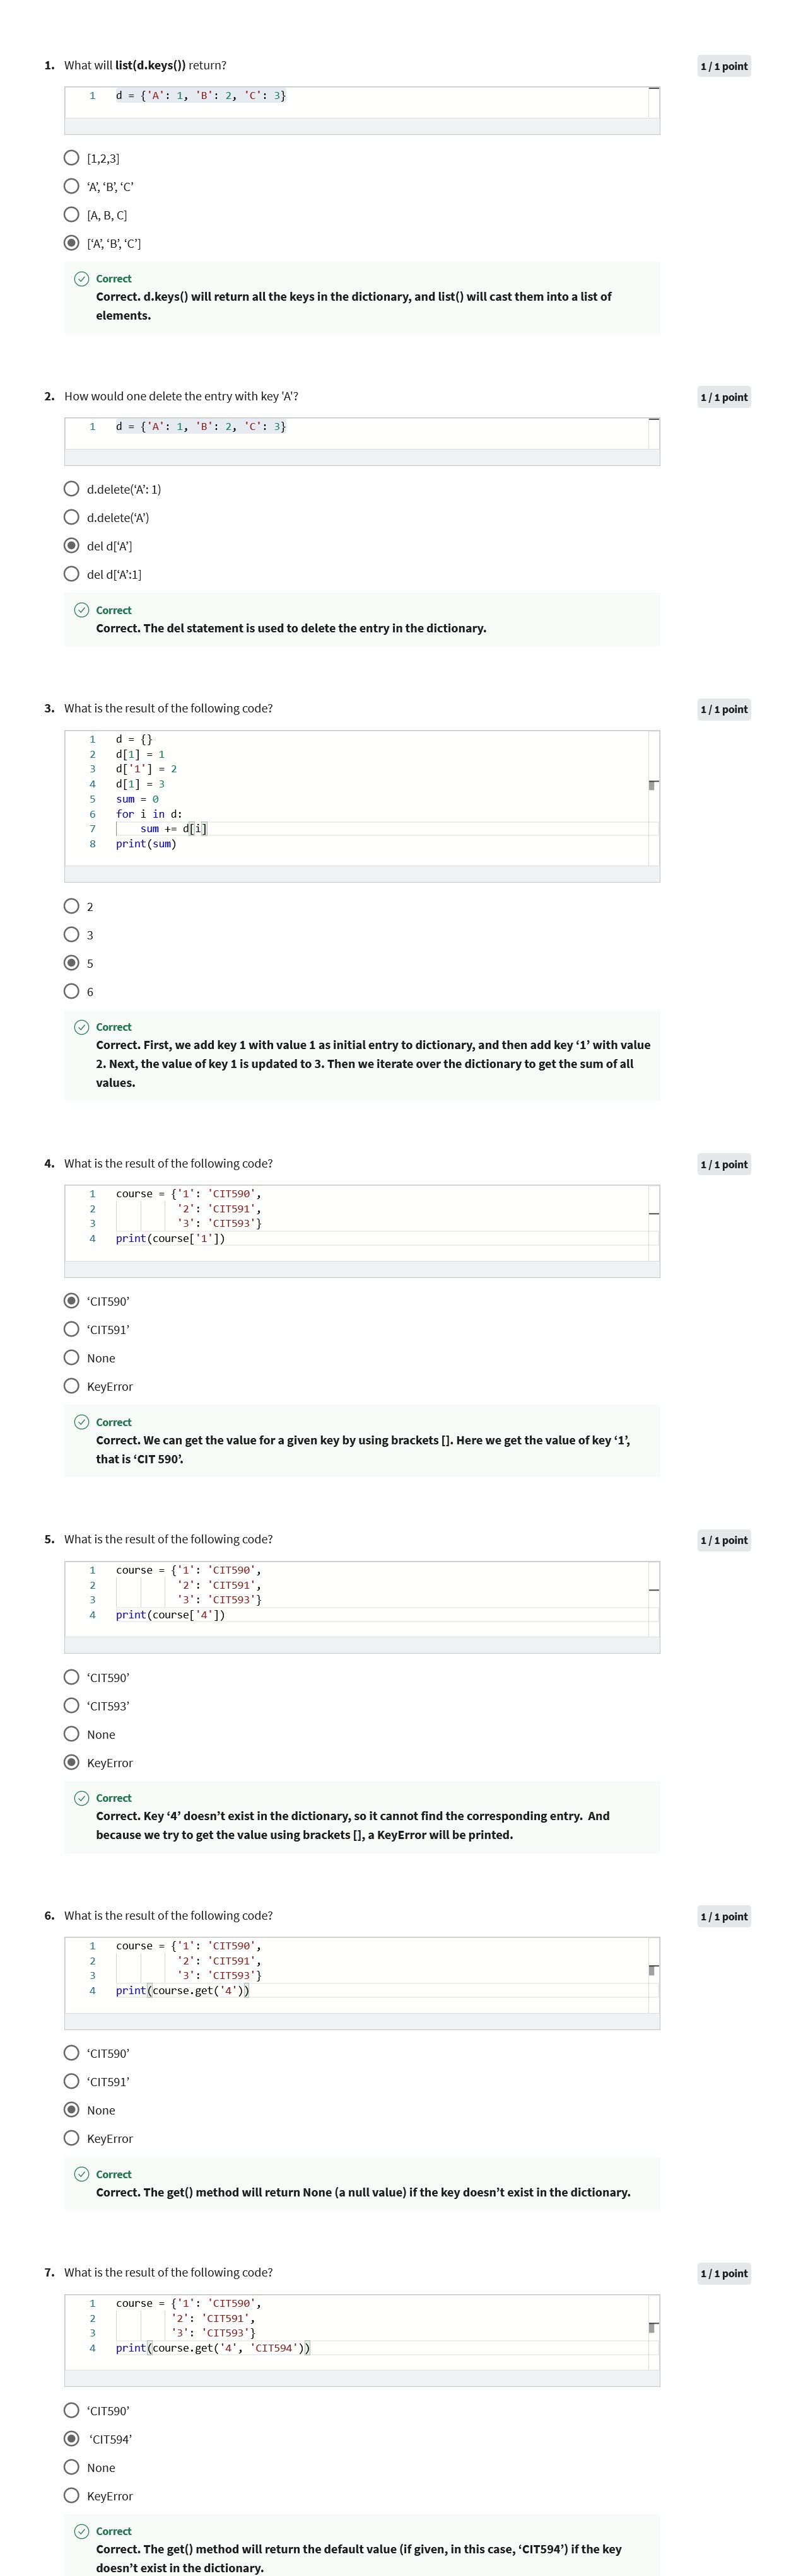 1. What will list(d.keys()) return?
1 / 1 point
1 d = {'A': 1, 'B': 2, 'C': 3}
[1,2,3]
‘A’, ‘B’, ‘C’
[A, B, C]
[‘A’, ‘B’, ‘C’]
Correct
Correct. d.keys() will return all the keys in the dictionary, and list() will cast them into a list of
elements.
2. How would one delete the entry with key 'A'?
1 / 1 point
1 d = {'A': 1, 'B': 2, 'C': 3}
d.delete(‘A’: 1)
d.delete(‘A’)
del d[‘A’]
del d[‘A’:1]
Correct
Correct. The del statement is used to delete the entry in the dictionary.
3. What is the result of the following code?
1 / 1 point
1 d = {}
2 d[1] = 1
3 d['1'] = 2
4 d[1] = 3
5 sum = 0
6 for i in d:
7 sum += d[i]
8 print(sum)
2
3
5
6
Correct
Correct. First, we add key 1 with value 1 as initial entry to dictionary, and then add key ‘1’ with value
2. Next, the value of key 1 is updated to 3. Then we iterate over the dictionary to get the sum of all
values.
4. What is the result of the following code?
1 / 1 point
1 course = {'1': 'CIT590',
2 '2': 'CIT591',
3 '3': 'CIT593'}
4 print(course['1'])
‘CIT590’
‘CIT591’
None
KeyError
Correct
Correct. We can get the value for a given key by using brackets []. Here we get the value of key ‘1’,
that is ‘CIT 590’.
5. What is the result of the following code?
1 / 1 point
1 course = {'1': 'CIT590',
2 '2': 'CIT591',
3 '3': 'CIT593'}
4 print(course['4'])
‘CIT590’
‘CIT593’
None
KeyError
Correct
Correct. Key ‘4’ doesn’t exist in the dictionary, so it cannot find the corresponding entry. And
because we try to get the value using brackets [], a KeyError will be printed.
6. What is the result of the following code?
1 / 1 point
1 course = {'1': 'CIT590',
2 '2': 'CIT591',
3 '3': 'CIT593'}
4 print(course.get('4'))
‘CIT590’
‘CIT591’
None
KeyError
Correct
Correct. The get() method will return None (a null value) if the key doesn’t exist in the dictionary.
7. What is the result of the following code?
1 / 1 point
1 course = {'1': 'CIT590',
2 '2': 'CIT591',
3 '3': 'CIT593'}
4 print(course.get('4', 'CIT594'))
‘CIT590’
‘CIT594’
None
KeyError
Correct
Correct. The get() method will return the default value (if given, in this case, ‘CIT594’) if the key
doesn’t exist in the dictionary.